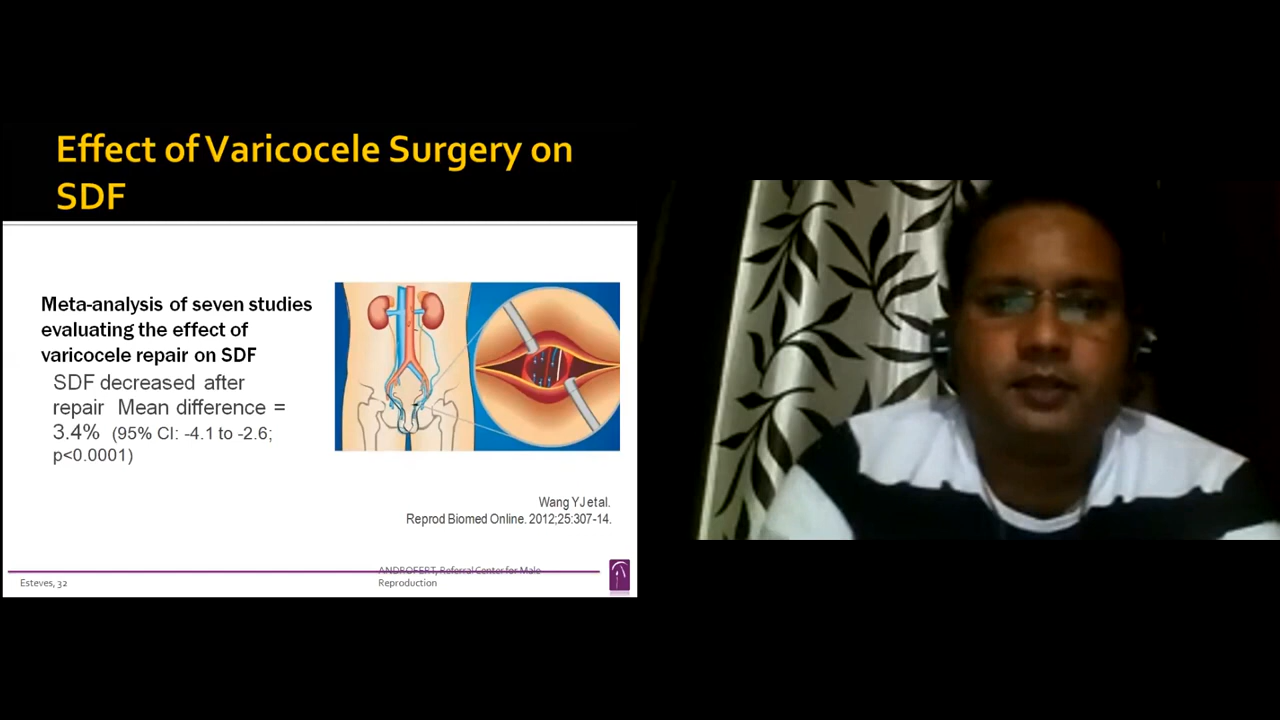 Effect of Varicocele Surgery on
SDF
Meta-analysis of seven studies
evaluating the effect of
varicocele repair on SDF
SDF decreased after
repair Mean difference =
3.4% (95% CI: -4.1 to -2.6;
p<0.0001)
Wang YJ et al.
Reprod Biomed Online. 2012;25:307-14.
ANDROFERT, Referral Center for Male
Reproduction
Esteves, 32